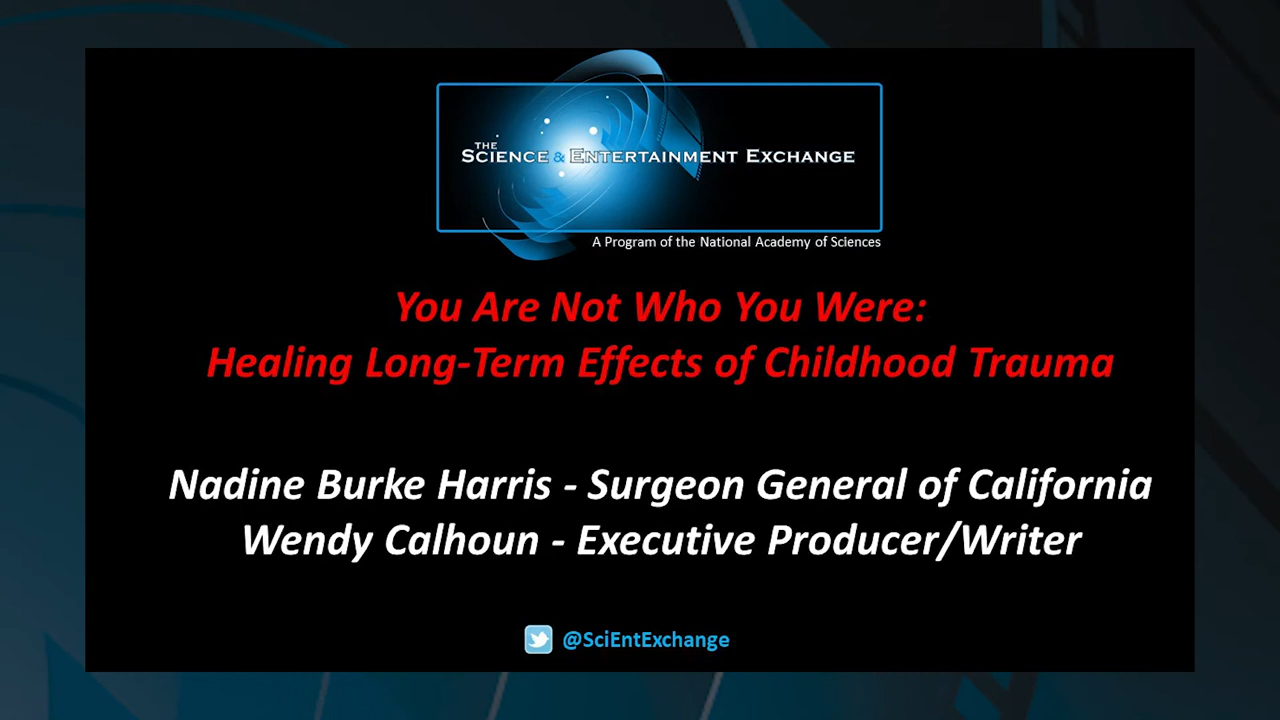 THE
SCIENCE & ENTERTAINMENT EXCHANGE
A Program of the National Academy of Sciences
You Are Not Who You Were:
Healing Long-Term Effects of Childhood Trauma
Nadine Burke Harris - Surgeon General of California
Wendy Calhoun - Executive Producer/Writer
@SciEntExchange